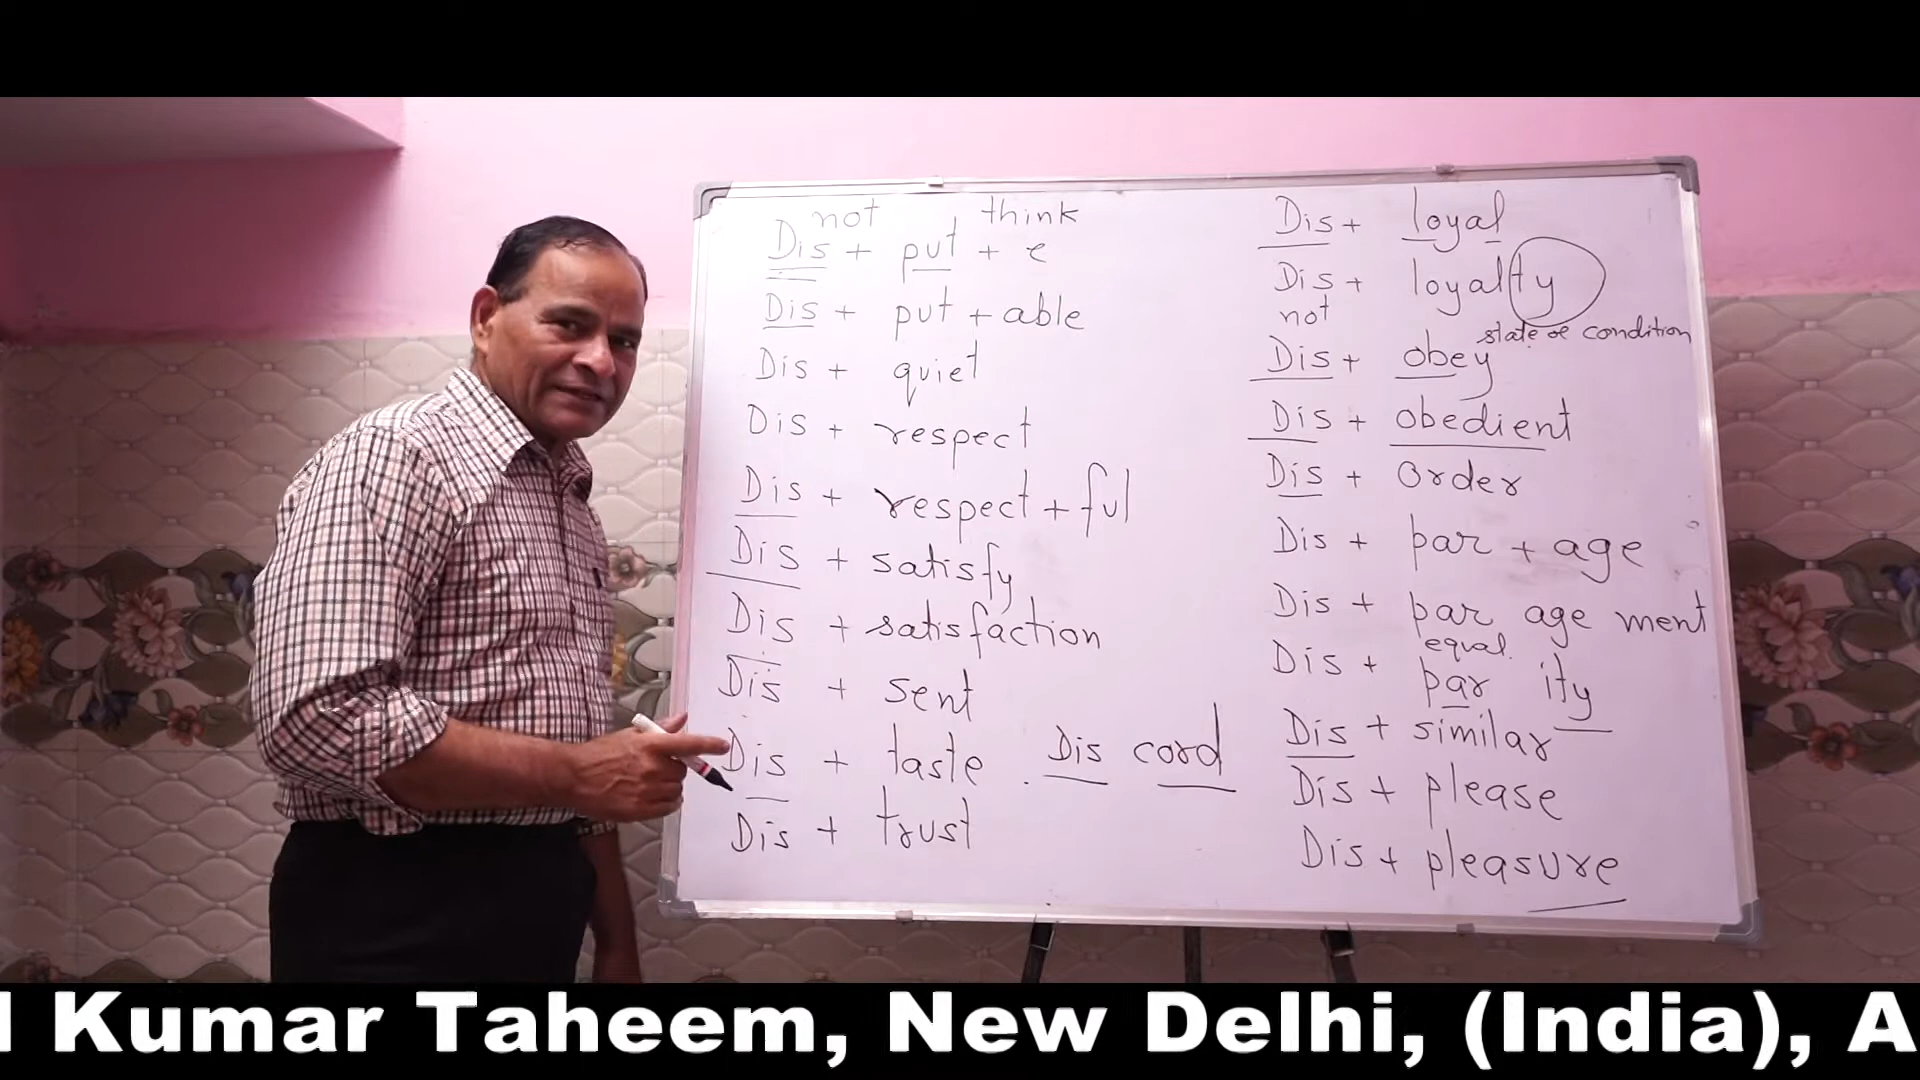 not think
Dis + put + e
Dis + put + able
Dis + quiet
Dis + respect
Dis + respect + ful
Dis + satisfy
Dis + satisfaction
Dis + sent
Dis + taste
Dis + trust
Dis cord
Dis + loyal
Dis + loyalty
not
state or condition
Dis + obey
Dis + obedient
Dis + order
Dis + par + age
Dis + par age ment
equal
Dis + par ity
Dis + similar
Dis + please
Dis + pleasure
Kumar Taheem, New Delhi, (India), A